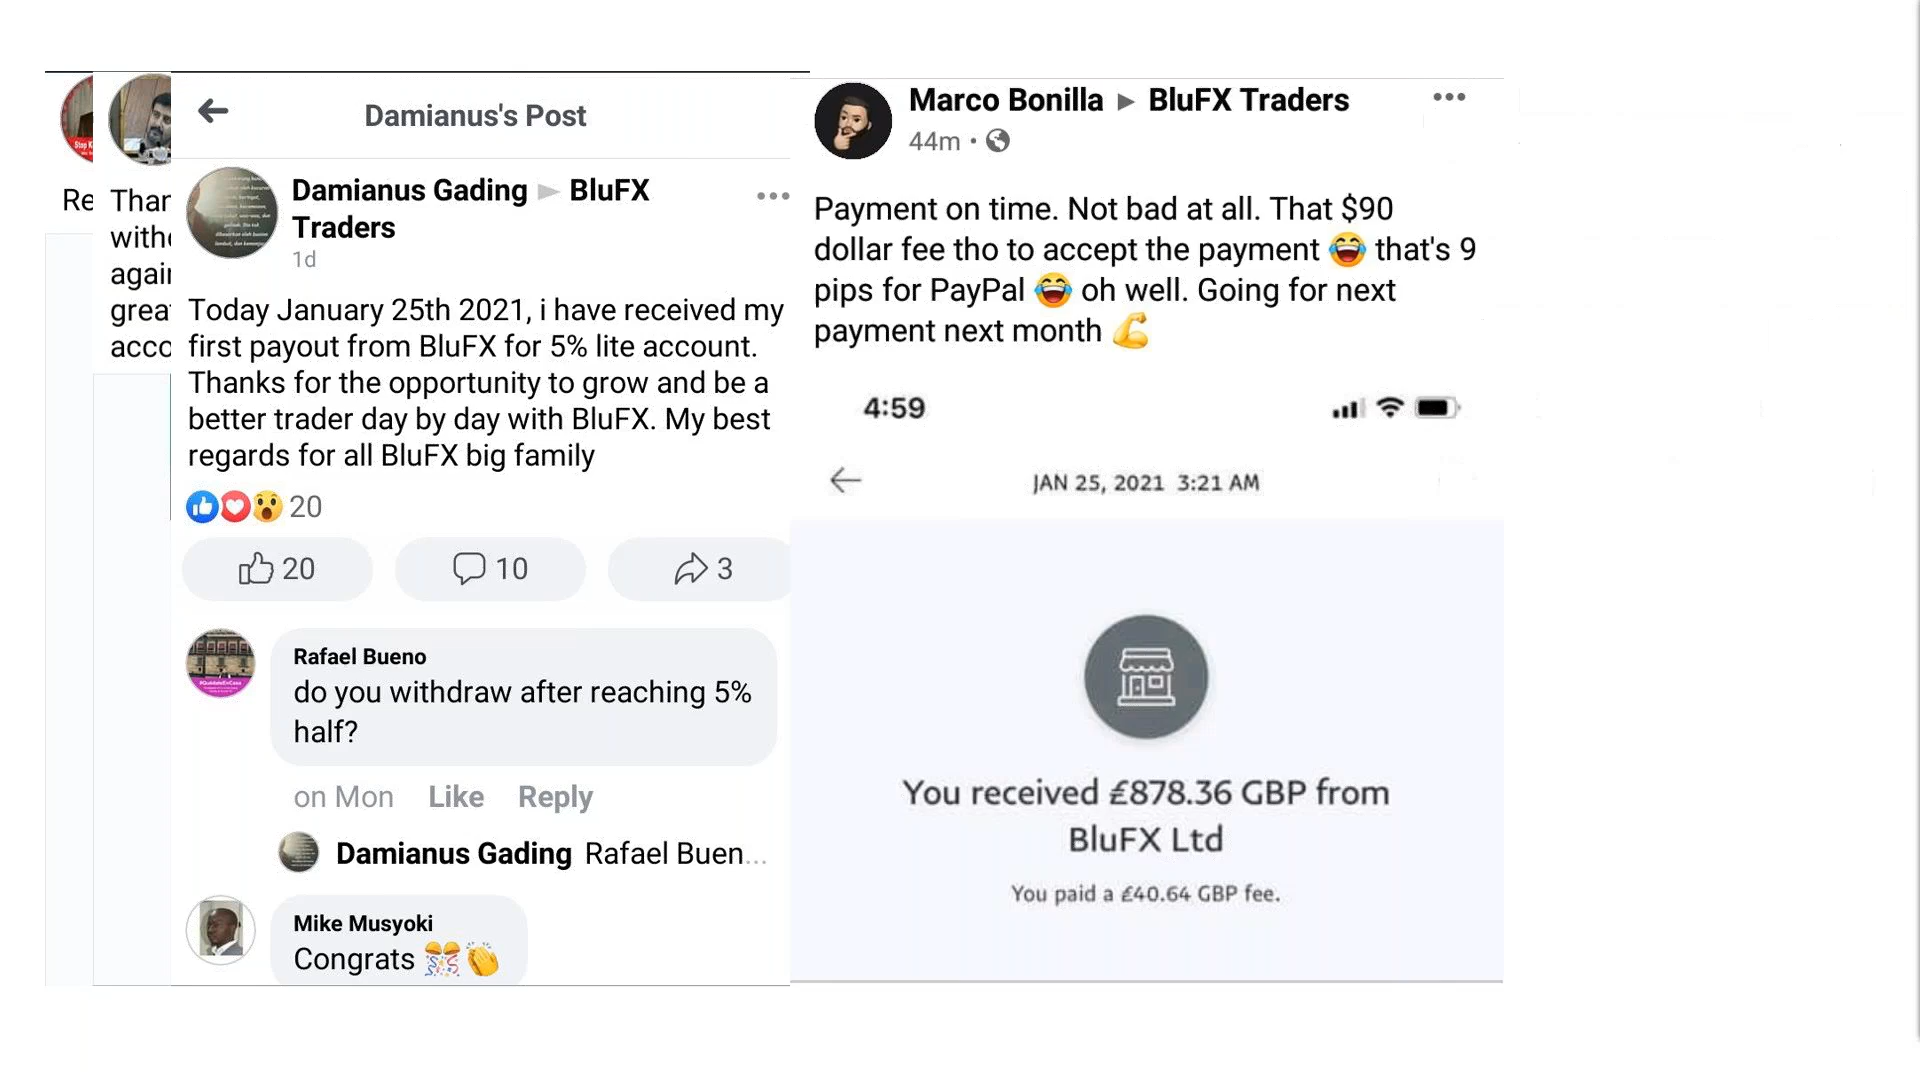 Re
Than
with
again
great
acco
Damianus's Post
Damianus Gading ▶ BluFX
Traders
1d
Today January 25th 2021, i have received my
first payout from BluFX for 5% lite account.
Thanks for the opportunity to grow and be a
better trader day by day with BluFX. My best
regards for all BluFX big family
20
20
10
3
Rafael Bueno
do you withdraw after reaching 5%
half?
on Mon Like Reply
Damianus Gading Rafael Buen...
Mike Musyoki
Congrats 🎊👏
Marco Bonilla ▶ BluFX Traders
44m ·
Payment on time. Not bad at all. That $90
dollar fee tho to accept the payment 😂 that's 9
pips for PayPal 😂 oh well. Going for next
payment next month 💪
4:59
JAN 25, 2021 3:21 AM
You received £878.36 GBP from
BluFX Ltd
You paid a £40.64 GBP fee.